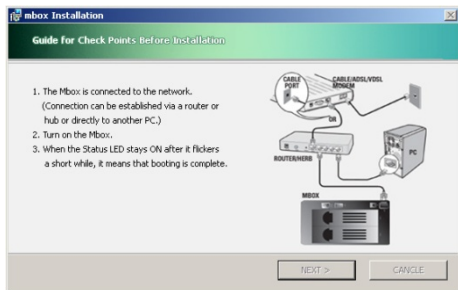 mbox Installation
Guide for Check Points Before Installation
1. The Mbox is connected to the network.
(Connection can be established via a router or
hub or directly to another PC.)
2. Turn on the Mbox.
3. When the Status LED stays ON after it flickers
a short while, it means that booting is complete.
CABLE
PORT
CABLE/ADSL/VDSL
MODEM
OR
ROUTER/HERB
PC
MBOX
NEXT >
CANCLE